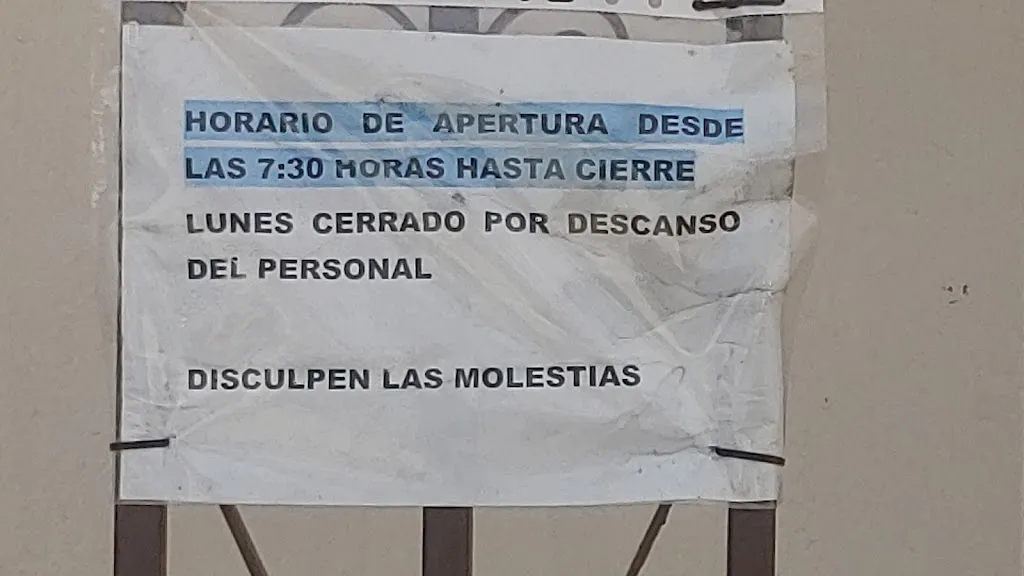 HORARIO DE APERTURA DESDE
LAS 7:30 HORAS HASTA CIERRE
LUNES CERRADO POR DESCANSO
DEL PERSONAL
DISCULPEN LAS MOLESTIAS